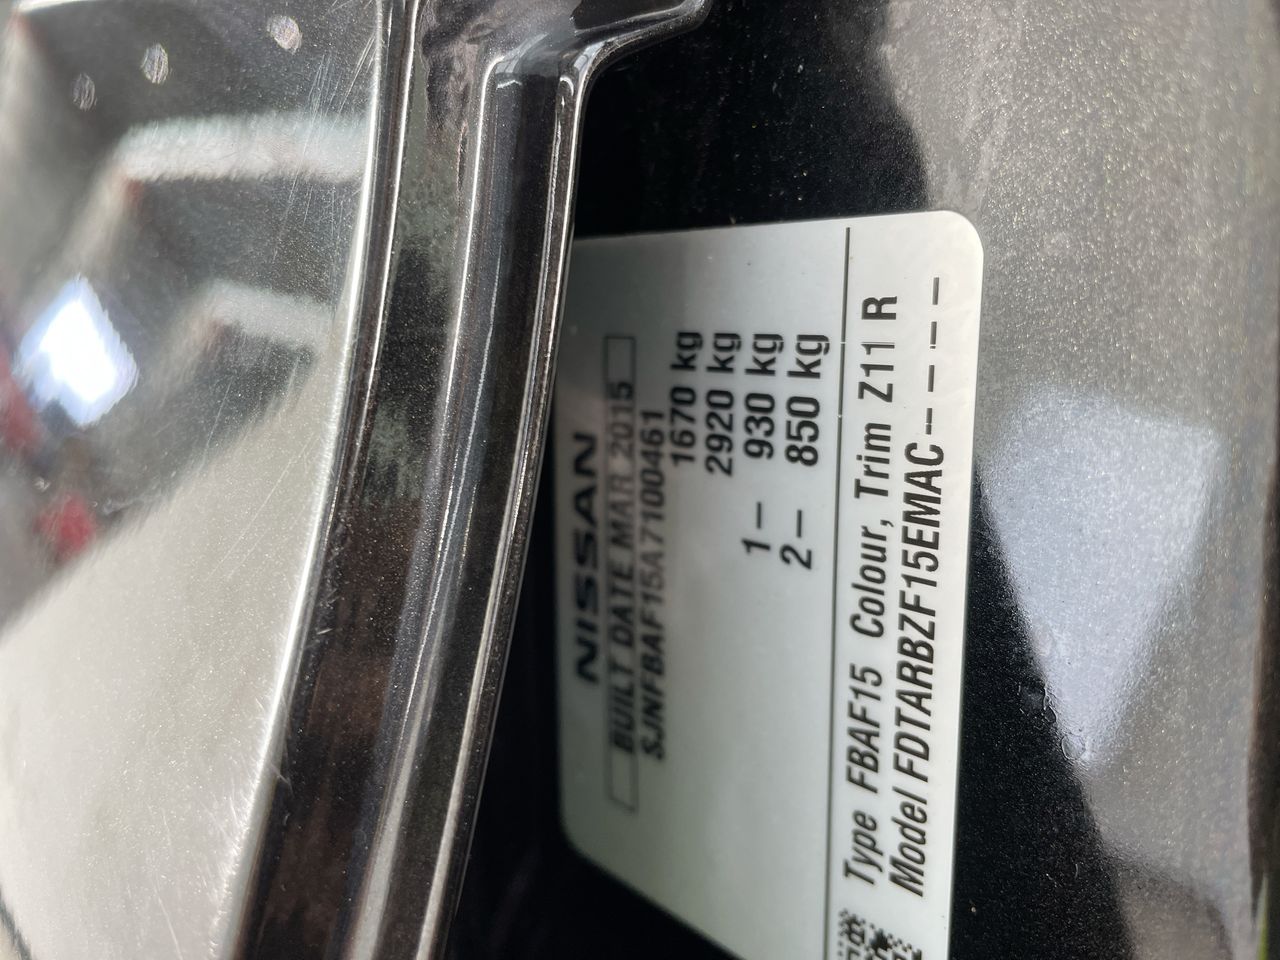 NISSAN
BUILT DATE MAR 2015
SJNFBAF15A7100461
1670 kg
2920 kg
1– 930 kg
2– 850 kg
Type FBAF15 Colour, Trim Z11 R
Model FDTARBZF15EMAC-----